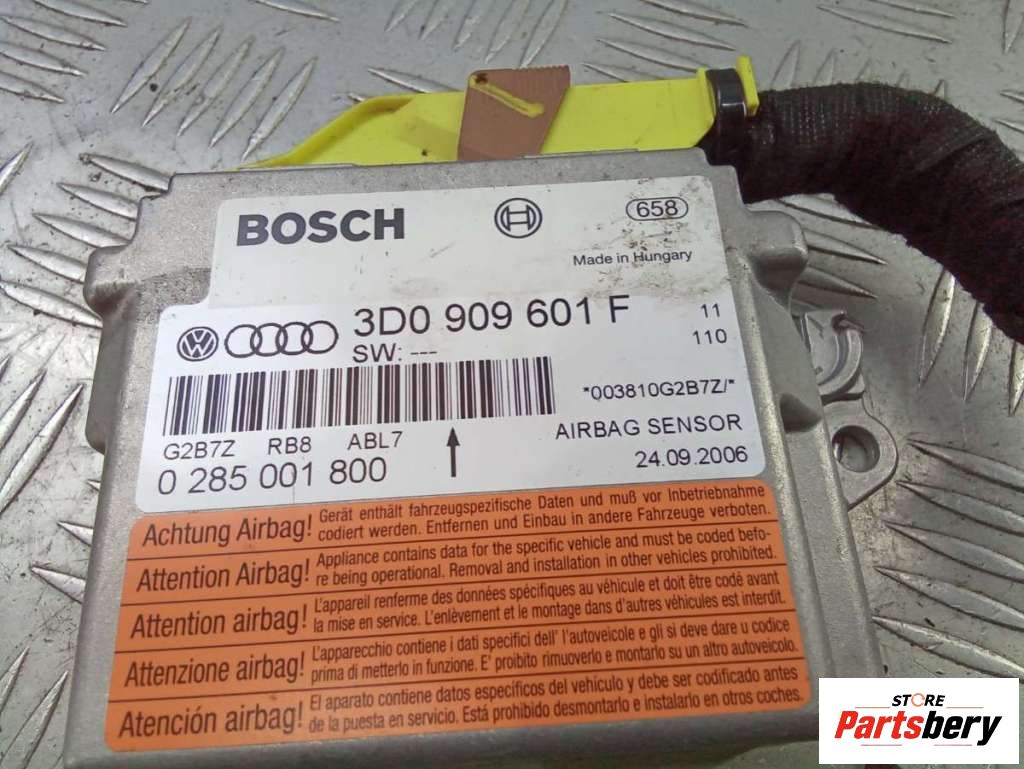 BOSCH
658
Made in Hungary
3D0 909 601 F
11
110
SW: ---
*003810G2B7Z/*
G2B7Z RB8 ABL7
AIRBAG SENSOR
0 285 001 800
24.09.2006
Achtung Airbag! Gerät enthält fahrzeugspezifische Daten und muß vor Inbetriebnahme
codiert werden. Entfernen und Einbau in andere Fahrzeuge verboten.
Attention Airbag! Appliance contains data for the specific vehicle and must be coded befo-
re being operational. Removal and installation in other vehicles prohibited.
Attention airbag! L'appareil renferme des données spécifiques au véhicule et doit être codé avant
la mise en service. L'enlèvement et le montage dans d'autres véhicules est interdit.
Attenzione airbag! L'apparecchio contiene i dati specifici dell' l'autoveicolo e gli si deve dare u codice
prima di metterlo in funzione. E' proibito rimuoverlo e montarlo su un altro autoveicolo.
Atención airbag! El aparato contiene datos específicos del vehículo y debe ser codificado antes
de la puesta en servicio. Está prohibido desmontarlo e instalarlo en otros coches.
STORE
Partsbery